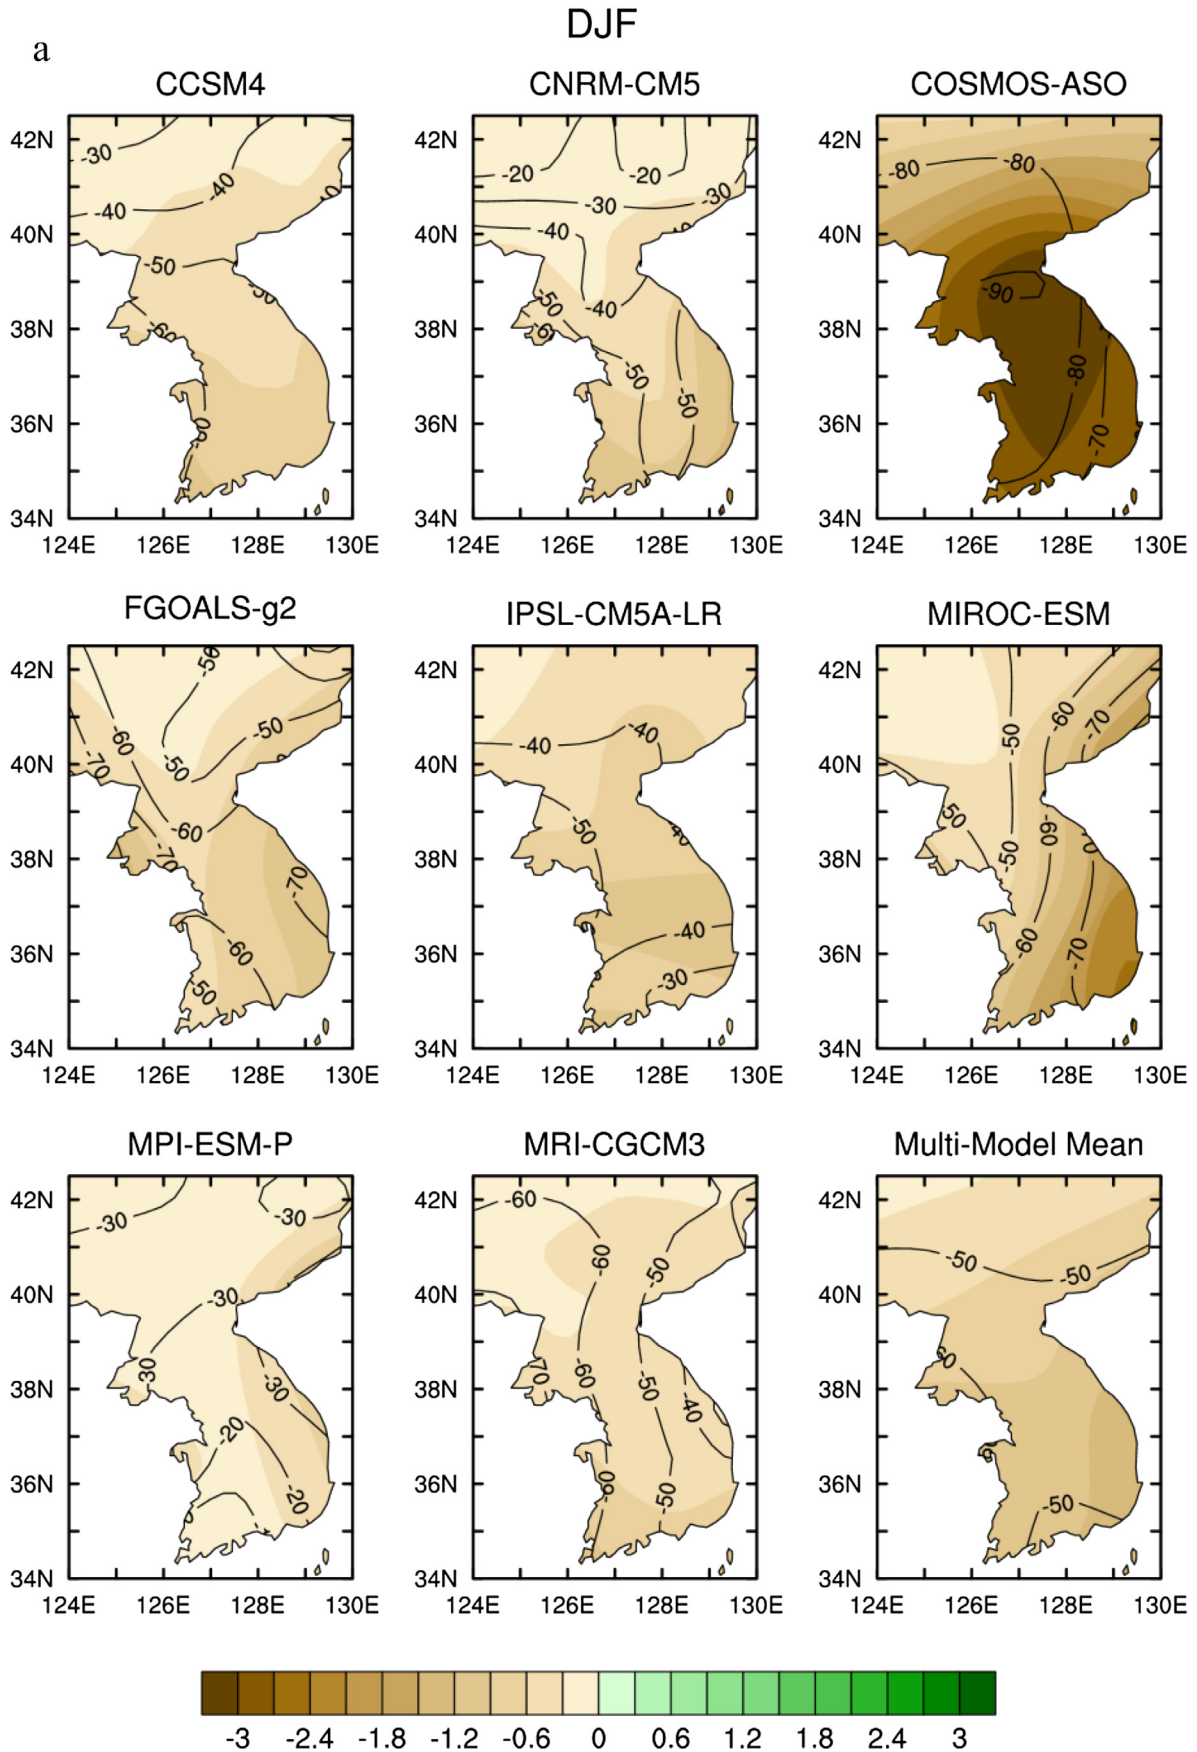 DJF
a
CCSM4 CNRM-CM5 COSMOS-ASO
42N 42N 42N
-30 -20 -20 -80 -80
-40 -30
-40 -30
40N 40N 40N
-40
-50 -50 -90
-60 -40
38N 38N 38N
-50 -80
36N 36N 36N
-50 -70
34N 34N 34N
124E 126E 128E 130E 124E 126E 128E 130E 124E 126E 128E 130E
FGOALS-g2 IPSL-CM5A-LR MIROC-ESM
42N 42N 42N
-50 -60
-50 -40 -70
-60 -40 -50
40N 40N 40N
-70 -50
-60 -50 50 -60
-70 -50
38N 38N 38N
-70
-60 -40 -60
36N 36N 36N
-50 -30 -70
34N 34N 34N
124E 126E 128E 130E 124E 126E 128E 130E 124E 126E 128E 130E
MPI-ESM-P MRI-CGCM3 Multi-Model Mean
42N 42N 42N
-30 -30 -60
-60 -50 -50 -50
40N 40N 40N
-30
30 70 -60
38N 38N 38N
-30 -50
-20 -40
36N 36N 36N
-20 -60 -50 -50
34N 34N 34N
124E 126E 128E 130E 124E 126E 128E 130E 124E 126E 128E 130E
-3 -2.4 -1.8 -1.2 -0.6 0 0.6 1.2 1.8 2.4 3